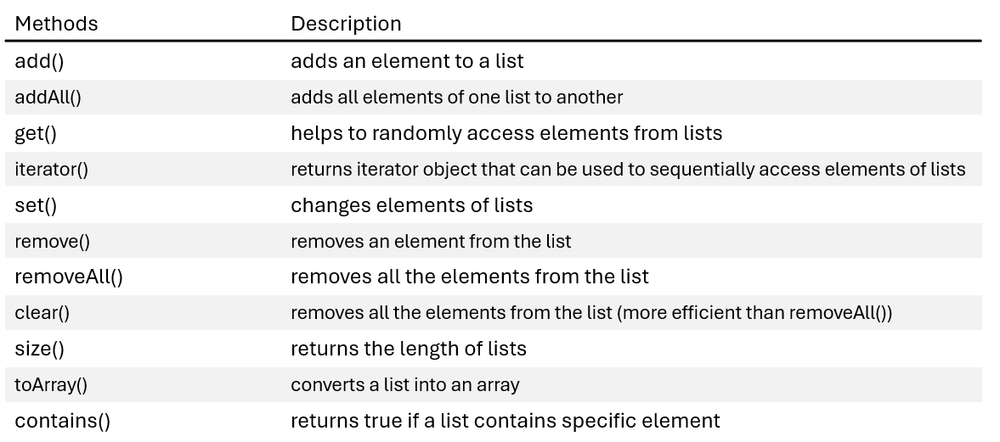 Methods Description
add() adds an element to a list
addAll() adds all elements of one list to another
get() helps to randomly access elements from lists
iterator() returns iterator object that can be used to sequentially access elements of lists
set() changes elements of lists
remove() removes an element from the list
removeAll() removes all the elements from the list
clear() removes all the elements from the list (more efficient than removeAll())
size() returns the length of lists
toArray() converts a list into an array
contains() returns true if a list contains specific element